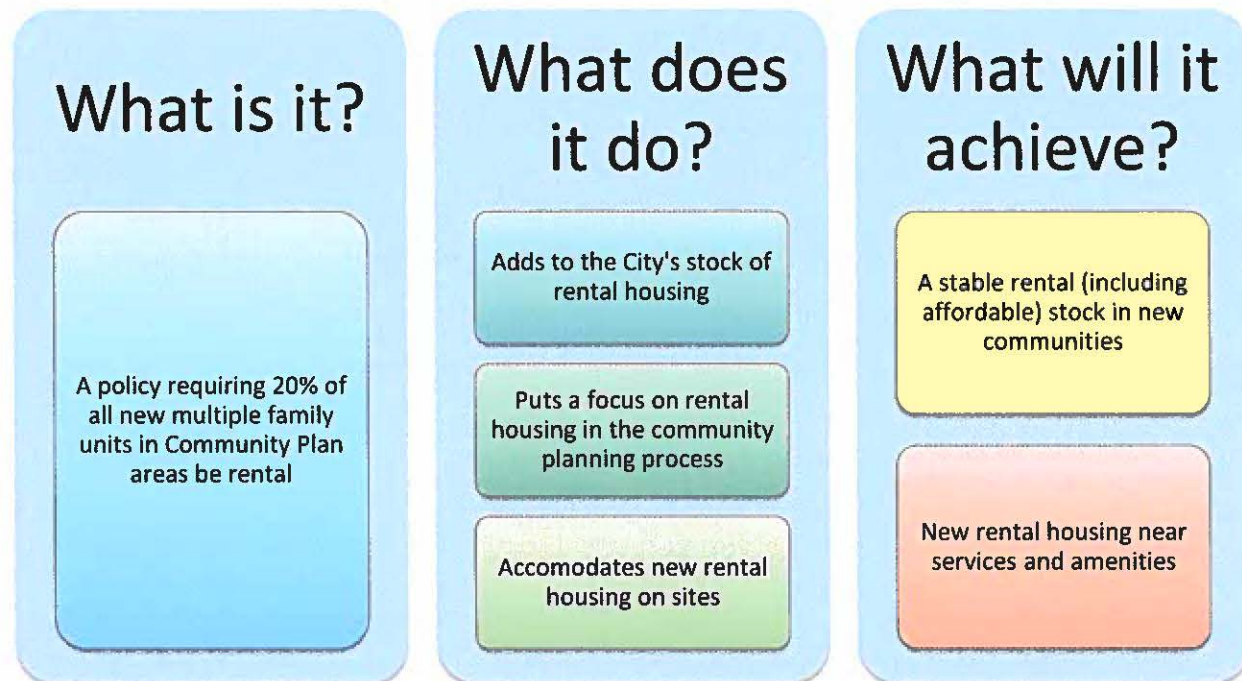 What is it?
A policy requiring 20% of
all new multiple family
units in Community Plan
areas be rental
What does
it do?
Adds to the City's stock of
rental housing
Puts a focus on rental
housing in the community
planning process
Accomodates new rental
housing on sites
What will it
achieve?
A stable rental (including
affordable) stock in new
communities
New rental housing near
services and amenities